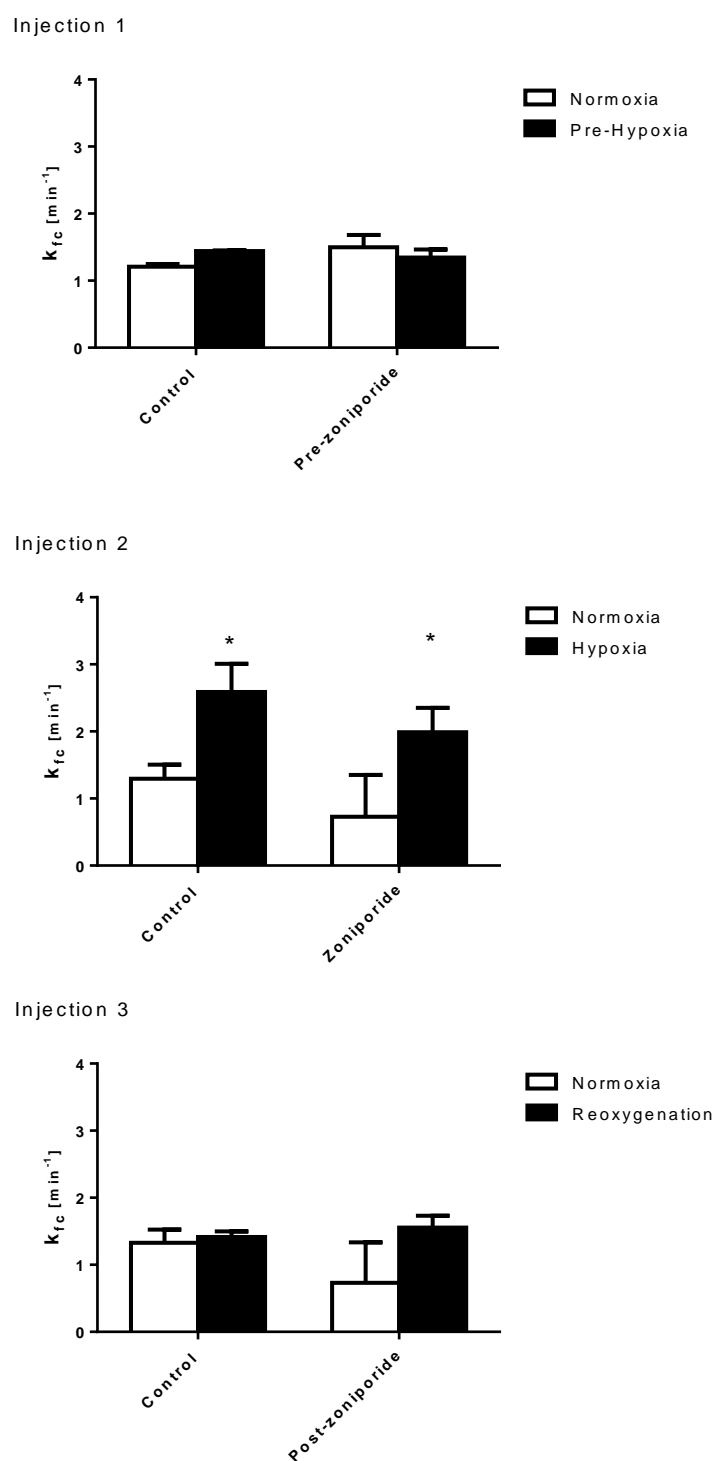 Injection 1
4
3
2
1
0
k_fc [min⁻¹]
Normoxia
Pre-Hypoxia
Control
Pre-zoniporide
Injection 2
4
3
2
1
0
k_fc [min⁻¹]
* *
Normoxia
Hypoxia
Control
Zoniporide
Injection 3
4
3
2
1
0
k_fc [min⁻¹]
Normoxia
Reoxygenation
Control
Post-zoniporide